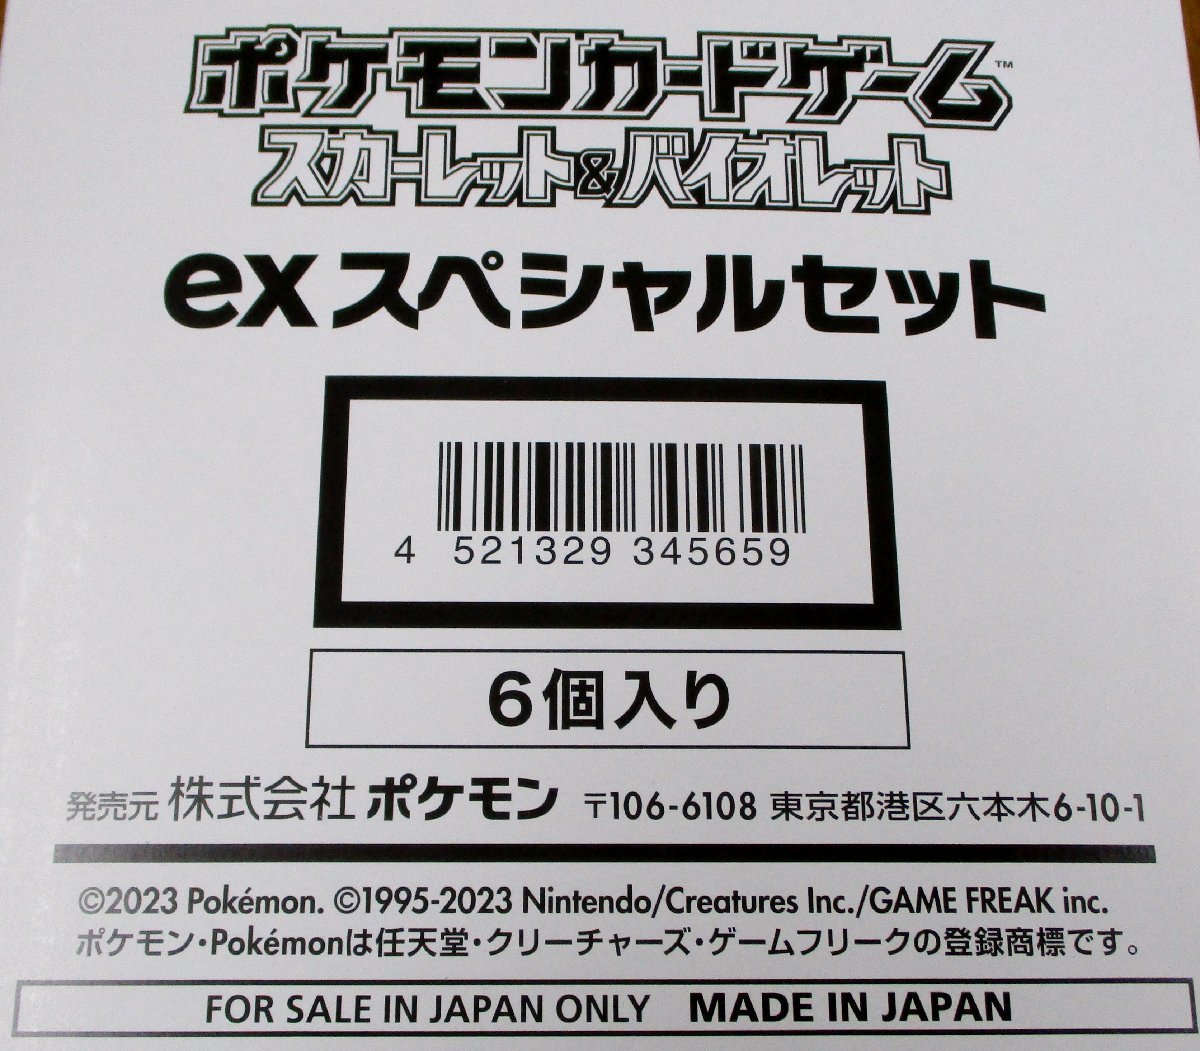 ポケモンカードゲーム™
スカーレット&バイオレット
exスペシャルセット
4 521329 345659
6個入り
発売元 株式会社 ポケモン 〒106-6108 東京都港区六本木6-10-1
©2023 Pokémon. ©1995-2023 Nintendo/Creatures Inc./GAME FREAK inc.
ポケモン・Pokémonは任天堂・クリーチャーズ・ゲームフリークの登録商標です。
FOR SALE IN JAPAN ONLY MADE IN JAPAN